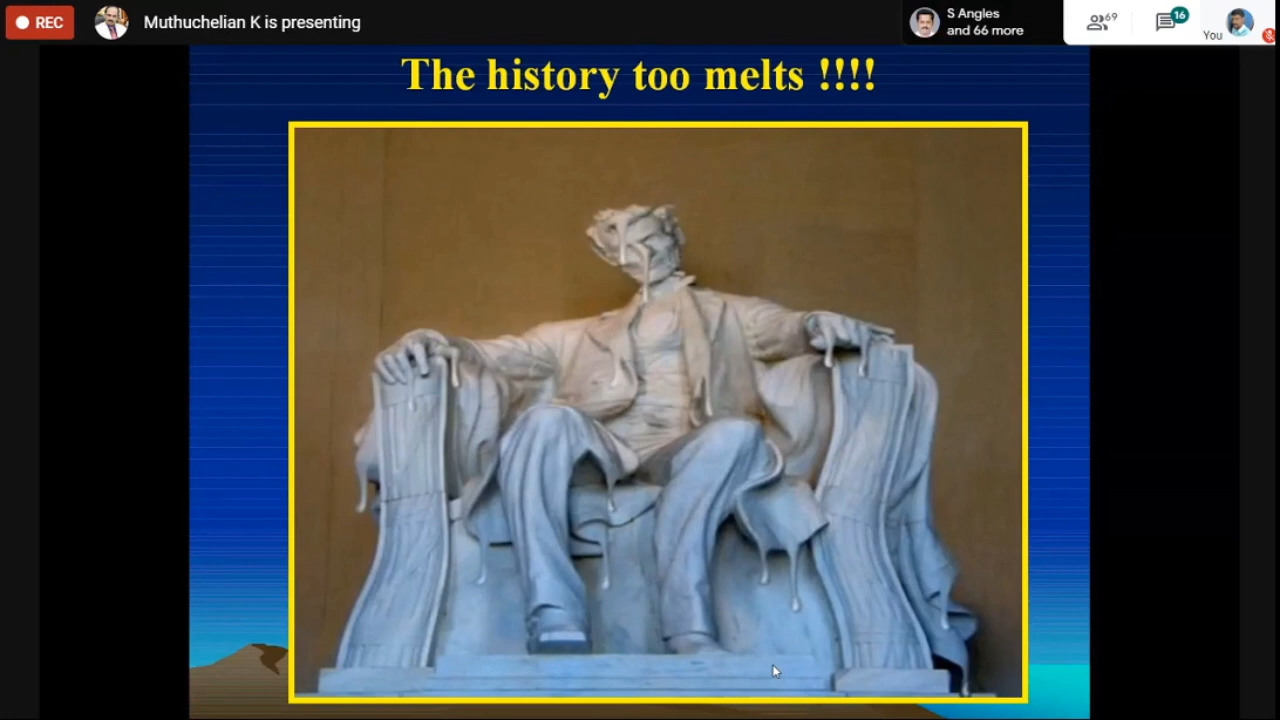 REC
Muthuchelian K is presenting
S Angles
and 66 more
69
16
You
The history too melts !!!!